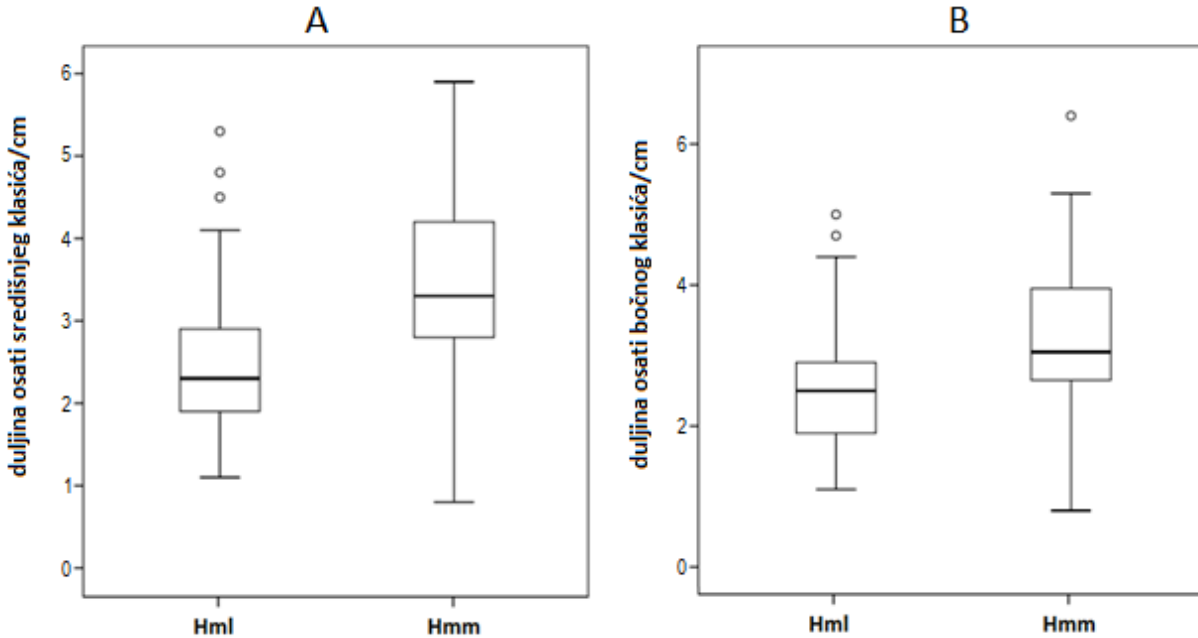 A
duljina osati središnjeg klasića/cm
6
5
4
3
2
1
0
Hml
Hmm
B
duljina osati bočnog klasića/cm
6
4
2
0
Hml
Hmm